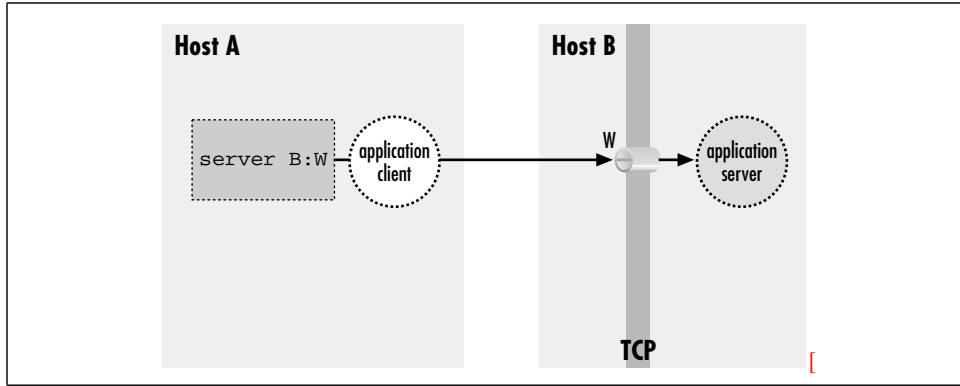 Host A
Host B
server B:W
application
client
W
application
server
TCP
[